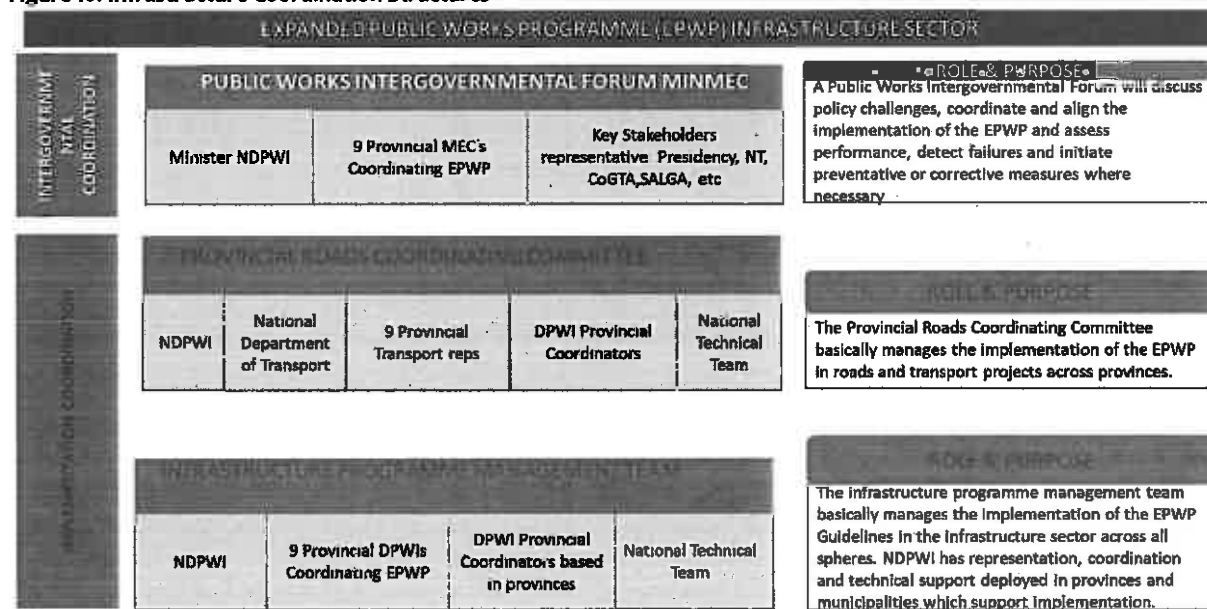 Infrastructure Coordination Structures
EXPANDED PUBLIC WORKS PROGRAMME (EPWP) INFRASTRUCTURE SECTOR
INTERGOVERNM
NTAL
COORDINATION
PUBLIC WORKS INTERGOVERNMENTAL FORUM MINMEC
Minister NDPWI
9 Provincial MEC's
Coordinating EPWP
Key Stakeholders
representative Presidency, NT,
CoGTA,SALGA, etc
ROLE & PURPOSE
A Public Works Intergovernmental Forum will discuss
policy challenges, coordinate and align the
implementation of the EPWP and assess
performance, detect failures and initiate
preventative or corrective measures where
necessary
IMPLEMENTATION COORDINATION
PROVINCIAL ROADS COORDINATING COMMITTEE
NDPWI
National
Department
of Transport
9 Provincial
Transport reps
DPWI Provincial
Coordinators
National
Technical
Team
ROLE & PURPOSE
The Provincial Roads Coordinating Committee
basically manages the implementation of the EPWP
in roads and transport projects across provinces.
INFRASTRUCTURE PROGRAMME MANAGEMENT TEAM
NDPWI
9 Provincial DPWIs
Coordinating EPWP
DPWI Provincial
Coordinators based
in provinces
National Technical
Team
ROLE & PURPOSE
The infrastructure programme management team
basically manages the implementation of the EPWP
Guidelines in the infrastructure sector across all
spheres. NDPWI has representation, coordination
and technical support deployed in provinces and
municipalities which support implementation.